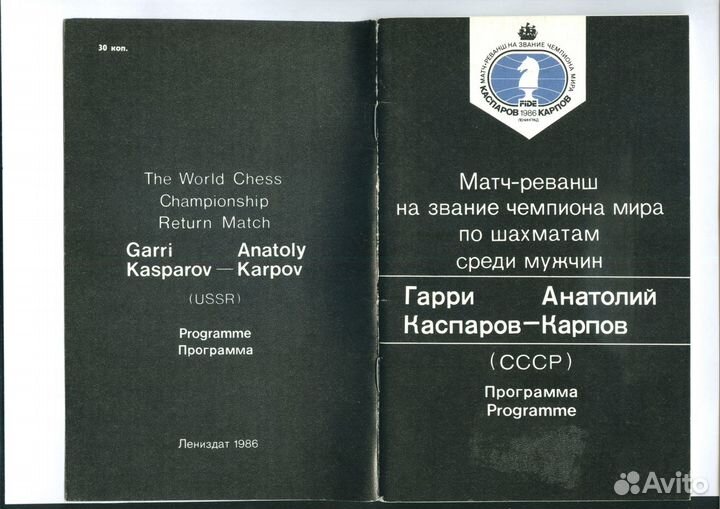 30 коп.
The World Chess
Championship
Return Match
Garri Anatoly
Kasparov — Karpov
(USSR)
Programme
Программа
Лениздат 1986
МАТЧ-РЕВАНШ НА ЗВАНИЕ ЧЕМПИОНА МИРА
FIDE
КАСПАРОВ 1986 КАРПОВ
ЛЕНИНГРАД
Матч-реванш
на звание чемпиона мира
по шахматам
среди мужчин
Гарри Анатолий
Каспаров—Карпов
(СССР)
Программа
Programme
Avito